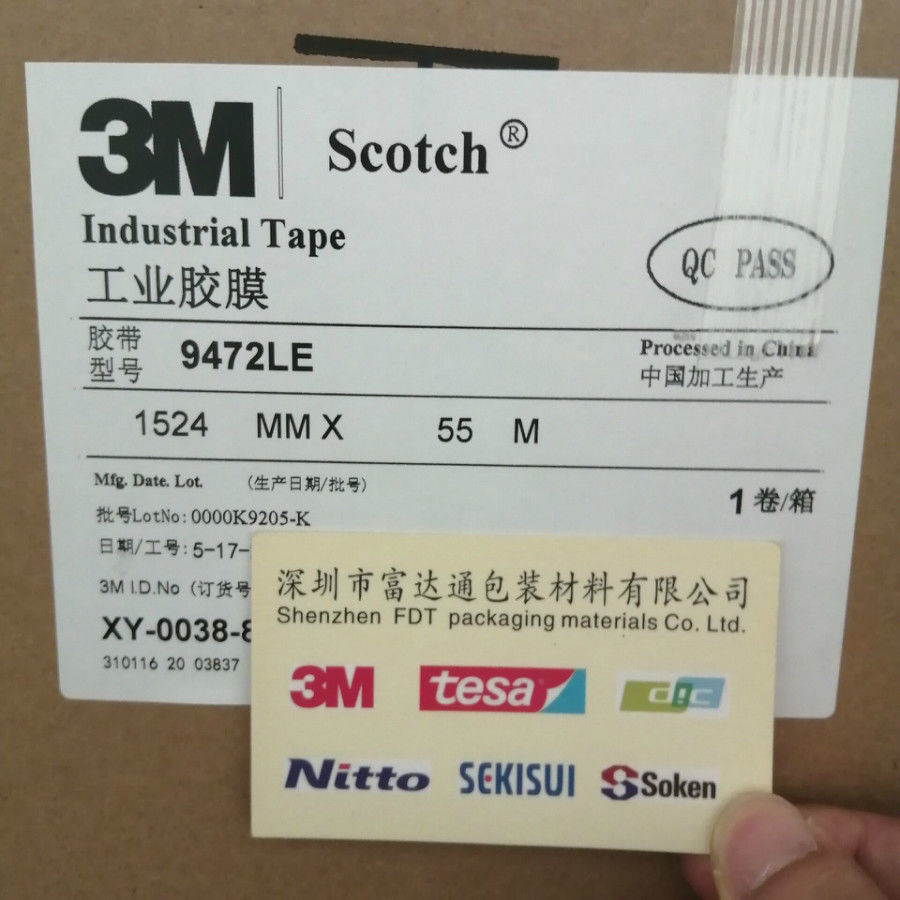 3M
Scotch®
Industrial Tape
工业胶膜
QC PASS
胶带
型号
9472LE
Processed in China
中国加工生产
1524 MM X 55 M
Mfg. Date. Lot. (生产日期/批号)
1卷/箱
批号LotNo: 0000K9205-K
日期/工号: 5-17-
3M I.D.No (订货号
XY-0038-
310116 20 03837
深圳市富达通包装材料有限公司
Shenzhen FDT packaging materials Co. Ltd.
3M tesa
Nitto SEKISUI Soken